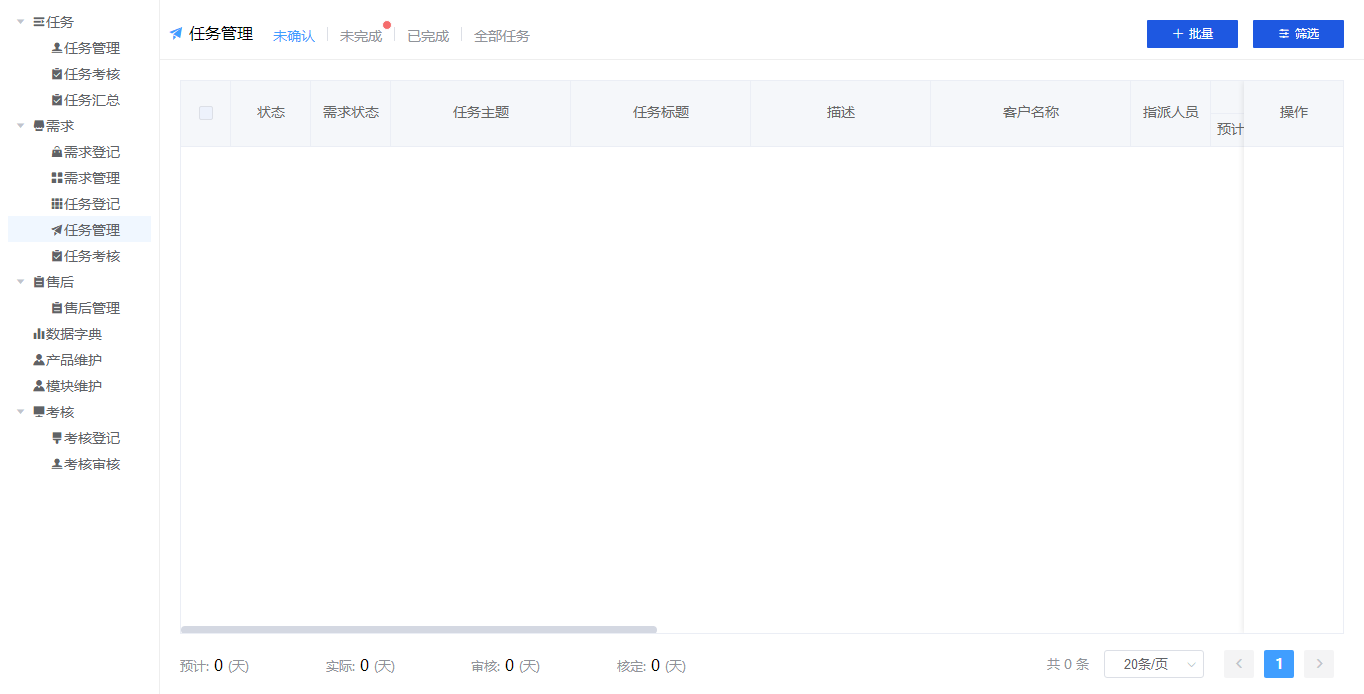 任务
任务管理
任务考核
任务汇总
需求
需求登记
需求管理
任务登记
任务管理
任务考核
售后
售后管理
数据字典
产品维护
模块维护
考核
考核登记
考核审核
任务管理 未确认 未完成 已完成 全部任务 批量 筛选
状态 需求状态 任务主题 任务标题 描述 客户名称 指派人员 预计 操作
预计: 0 (天) 实际: 0 (天) 审核: 0 (天) 核定: 0 (天) 共 0 条 20条/页 1